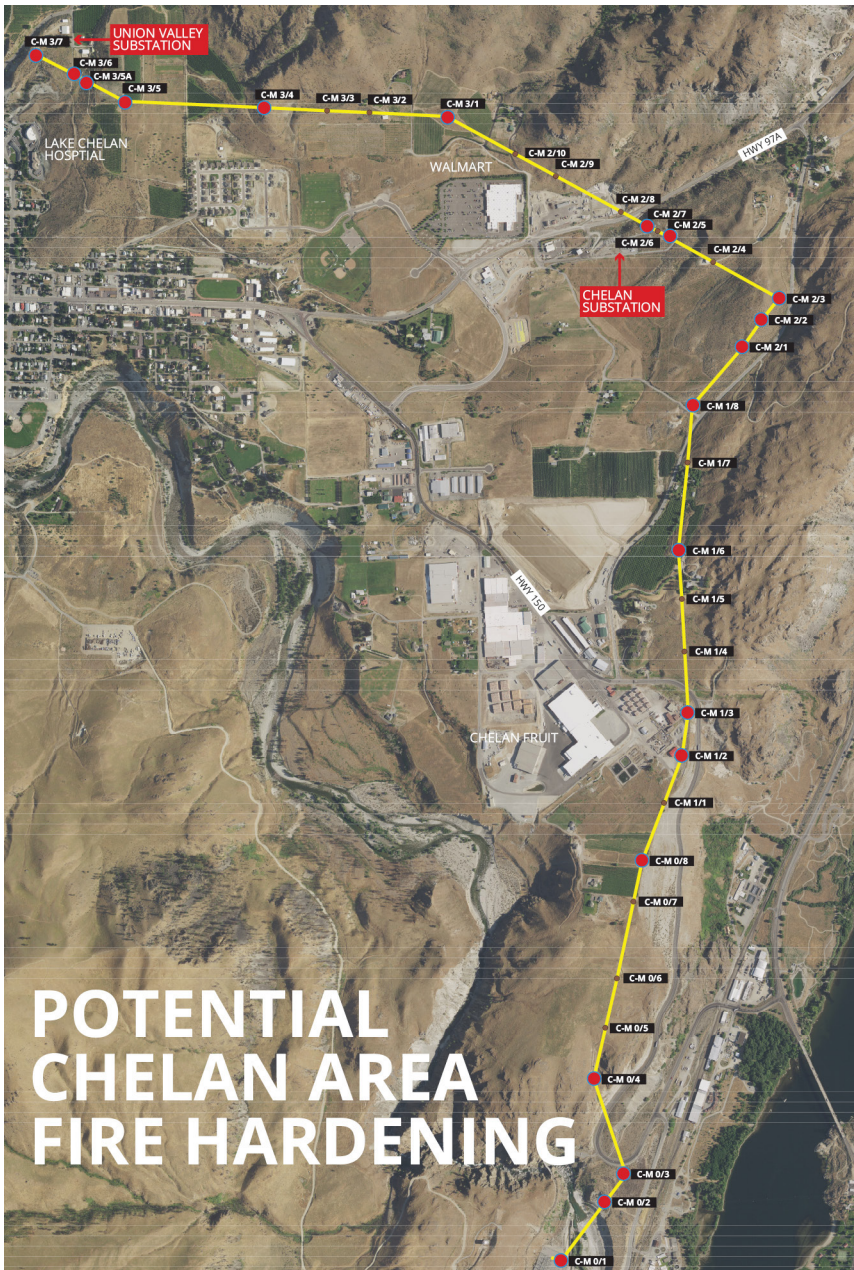 UNION VALLEY
SUBSTATION
C-M 3/7
C-M 3/6
C-M 3/5A
C-M 3/5
C-M 3/4
C-M 3/3
C-M 3/2
C-M 3/1
LAKE CHELAN
HOSPTIAL
WALMART
HWY 97A
C-M 2/10
C-M 2/9
C-M 2/8
C-M 2/7
C-M 2/5
C-M 2/6
C-M 2/4
CHELAN
SUBSTATION
C-M 2/3
C-M 2/2
C-M 2/1
C-M 1/8
C-M 1/7
C-M 1/6
HWY 150
C-M 1/5
C-M 1/4
C-M 1/3
CHELAN FRUIT
C-M 1/2
C-M 1/1
C-M 0/8
C-M 0/7
C-M 0/6
C-M 0/5
C-M 0/4
POTENTIAL
CHELAN AREA
FIRE HARDENING
C-M 0/3
C-M 0/2
C-M 0/1